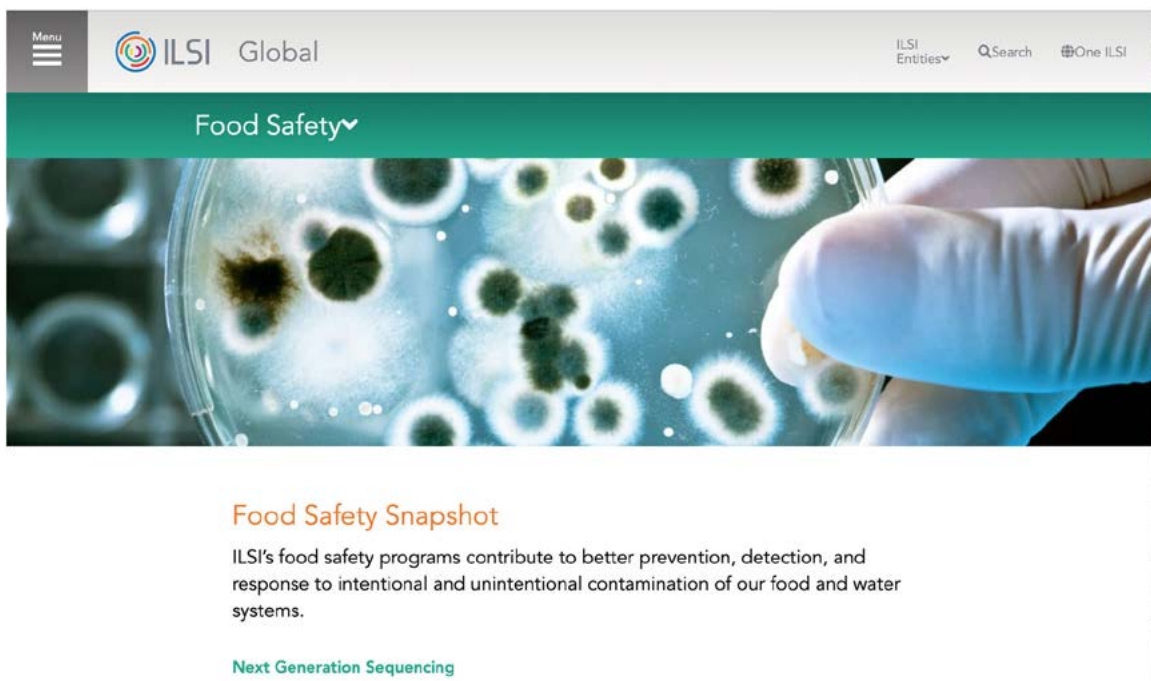 Menu
ILSI Global
ILSI
Entities
Search
One ILSI
Food Safety
Food Safety Snapshot
ILSI's food safety programs contribute to better prevention, detection, and
response to intentional and unintentional contamination of our food and water
systems.
Next Generation Sequencing